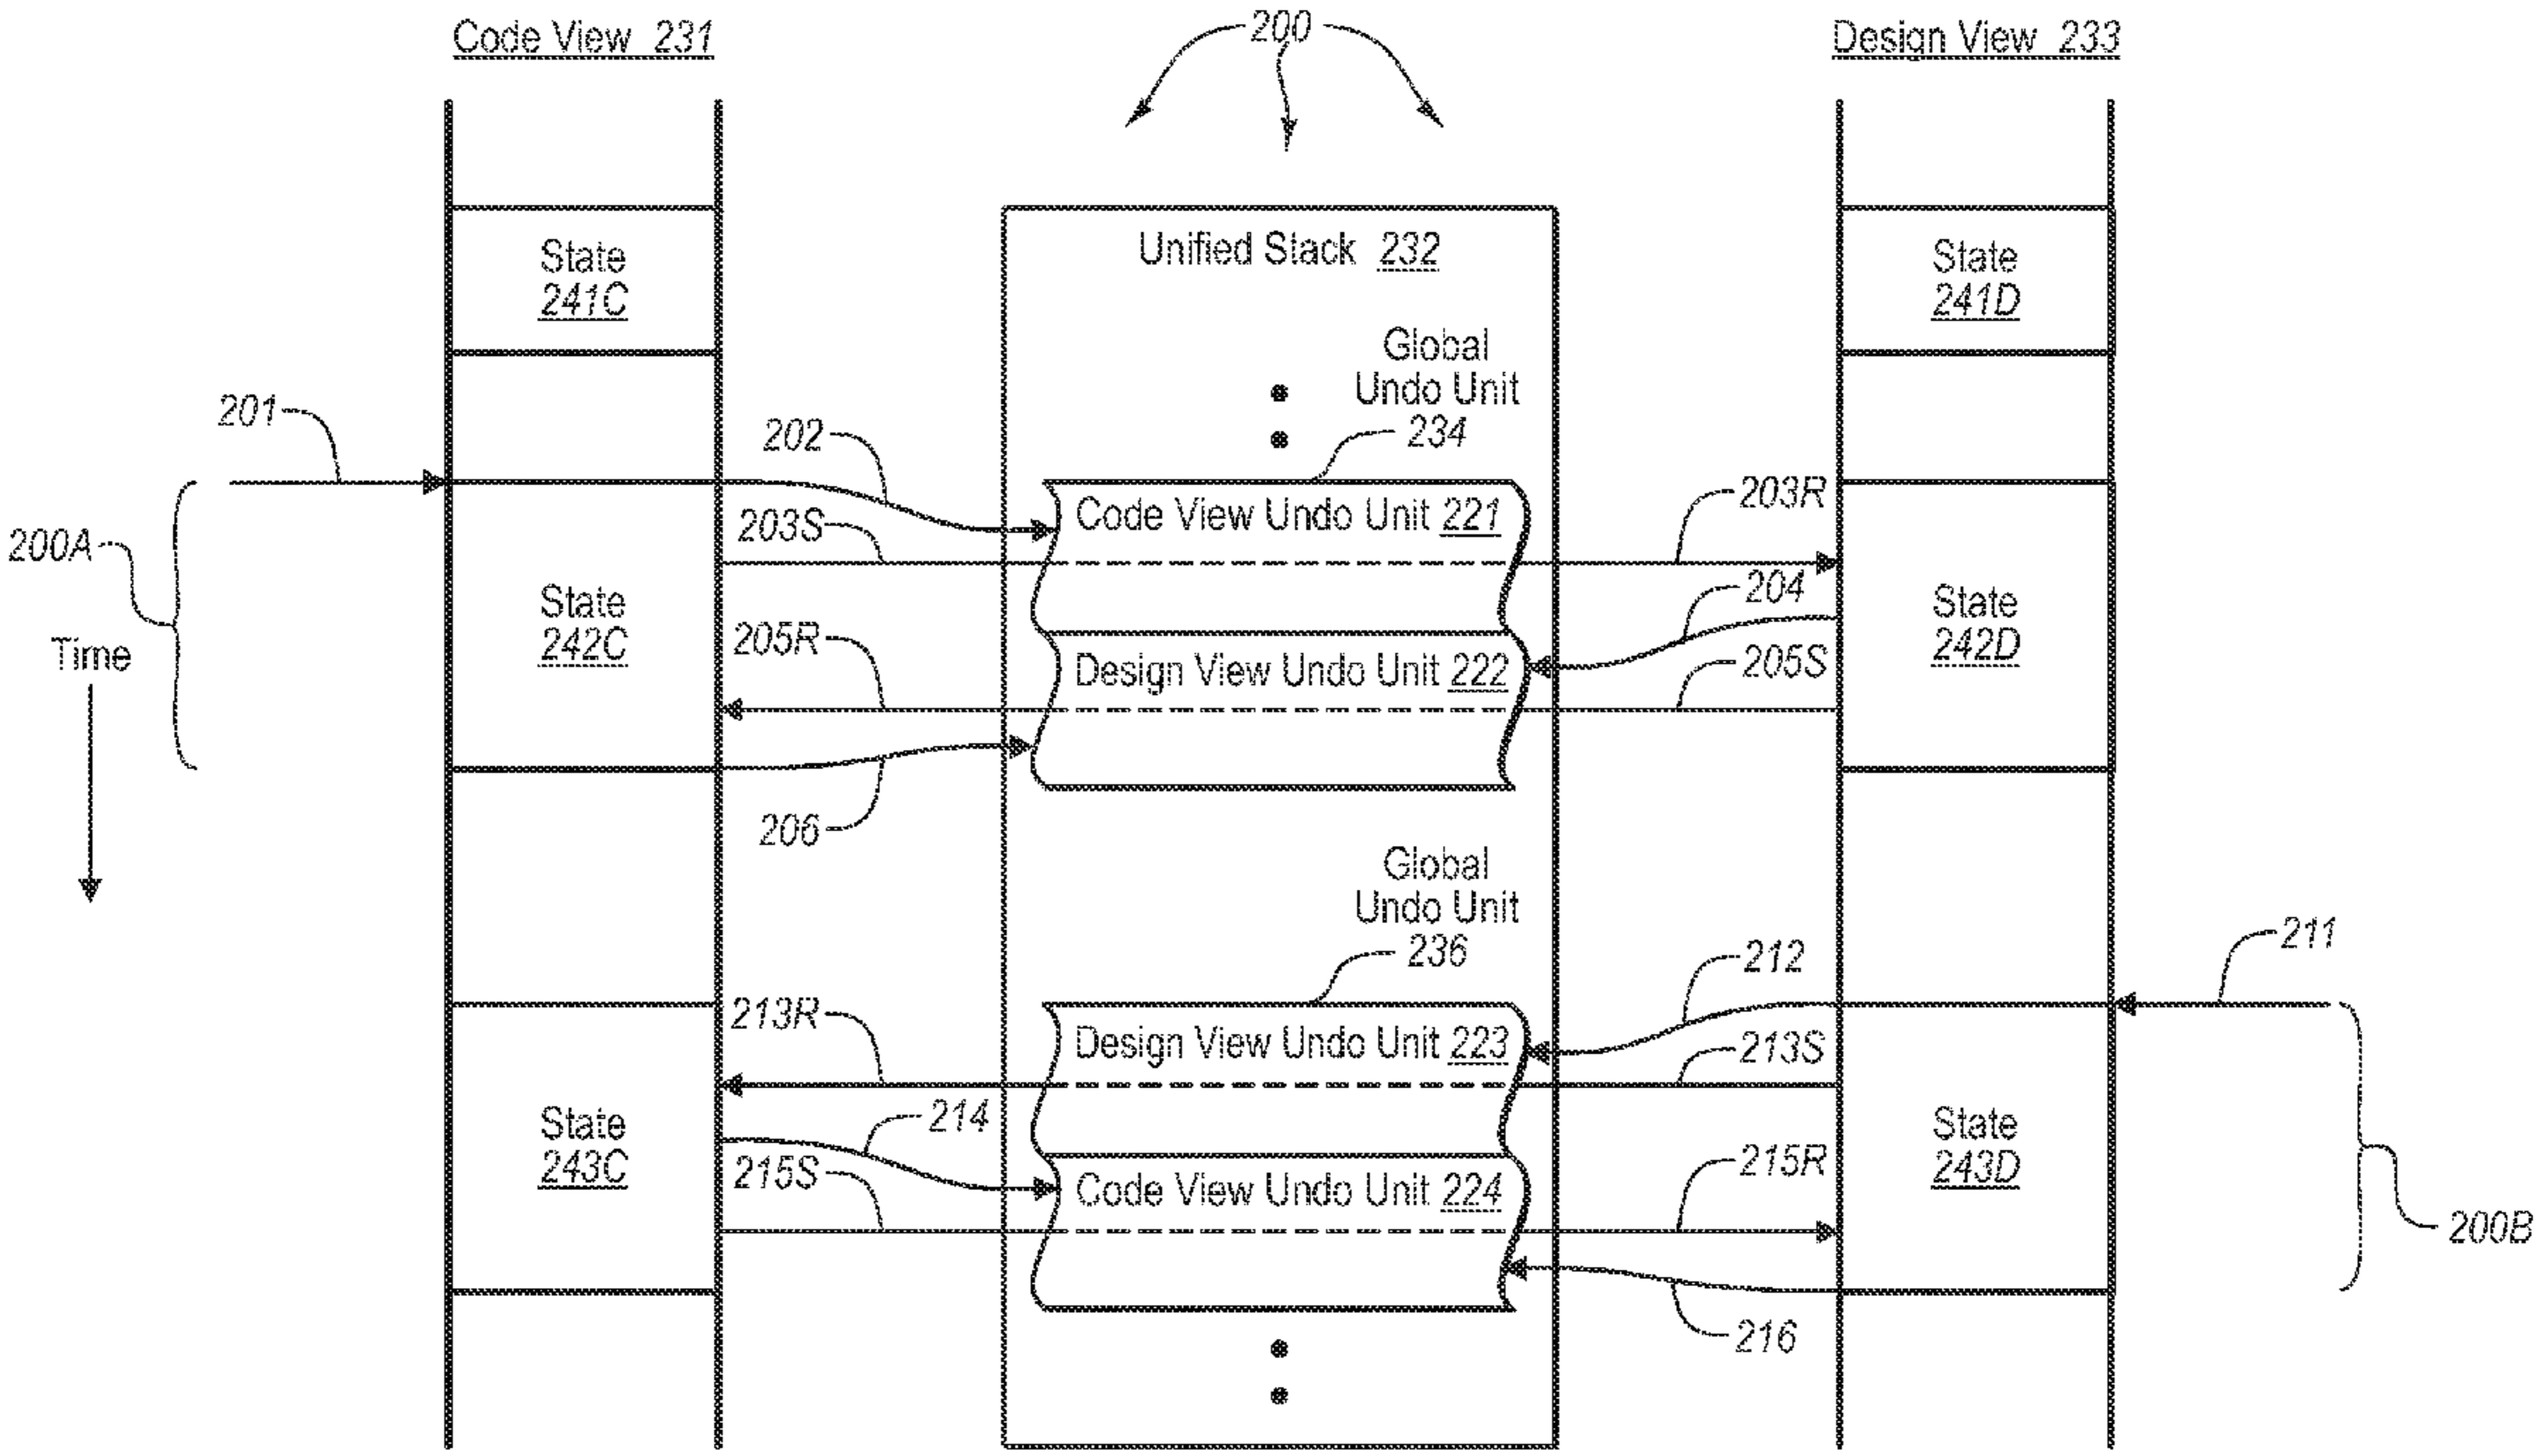 200
Code View 231
Design View 233
Unified Stack 232
State
241C
State
241D
Global
Undo Unit
234
201
202
203S
Code View Undo Unit 221
203R
200A
204
State
242C
State
242D
Time
205R
Design View Undo Unit 222
205S
206
Global
Undo Unit
236
211
212
213R
Design View Undo Unit 223
213S
214
State
243C
State
243D
215S
Code View Undo Unit 224
215R
200B
216